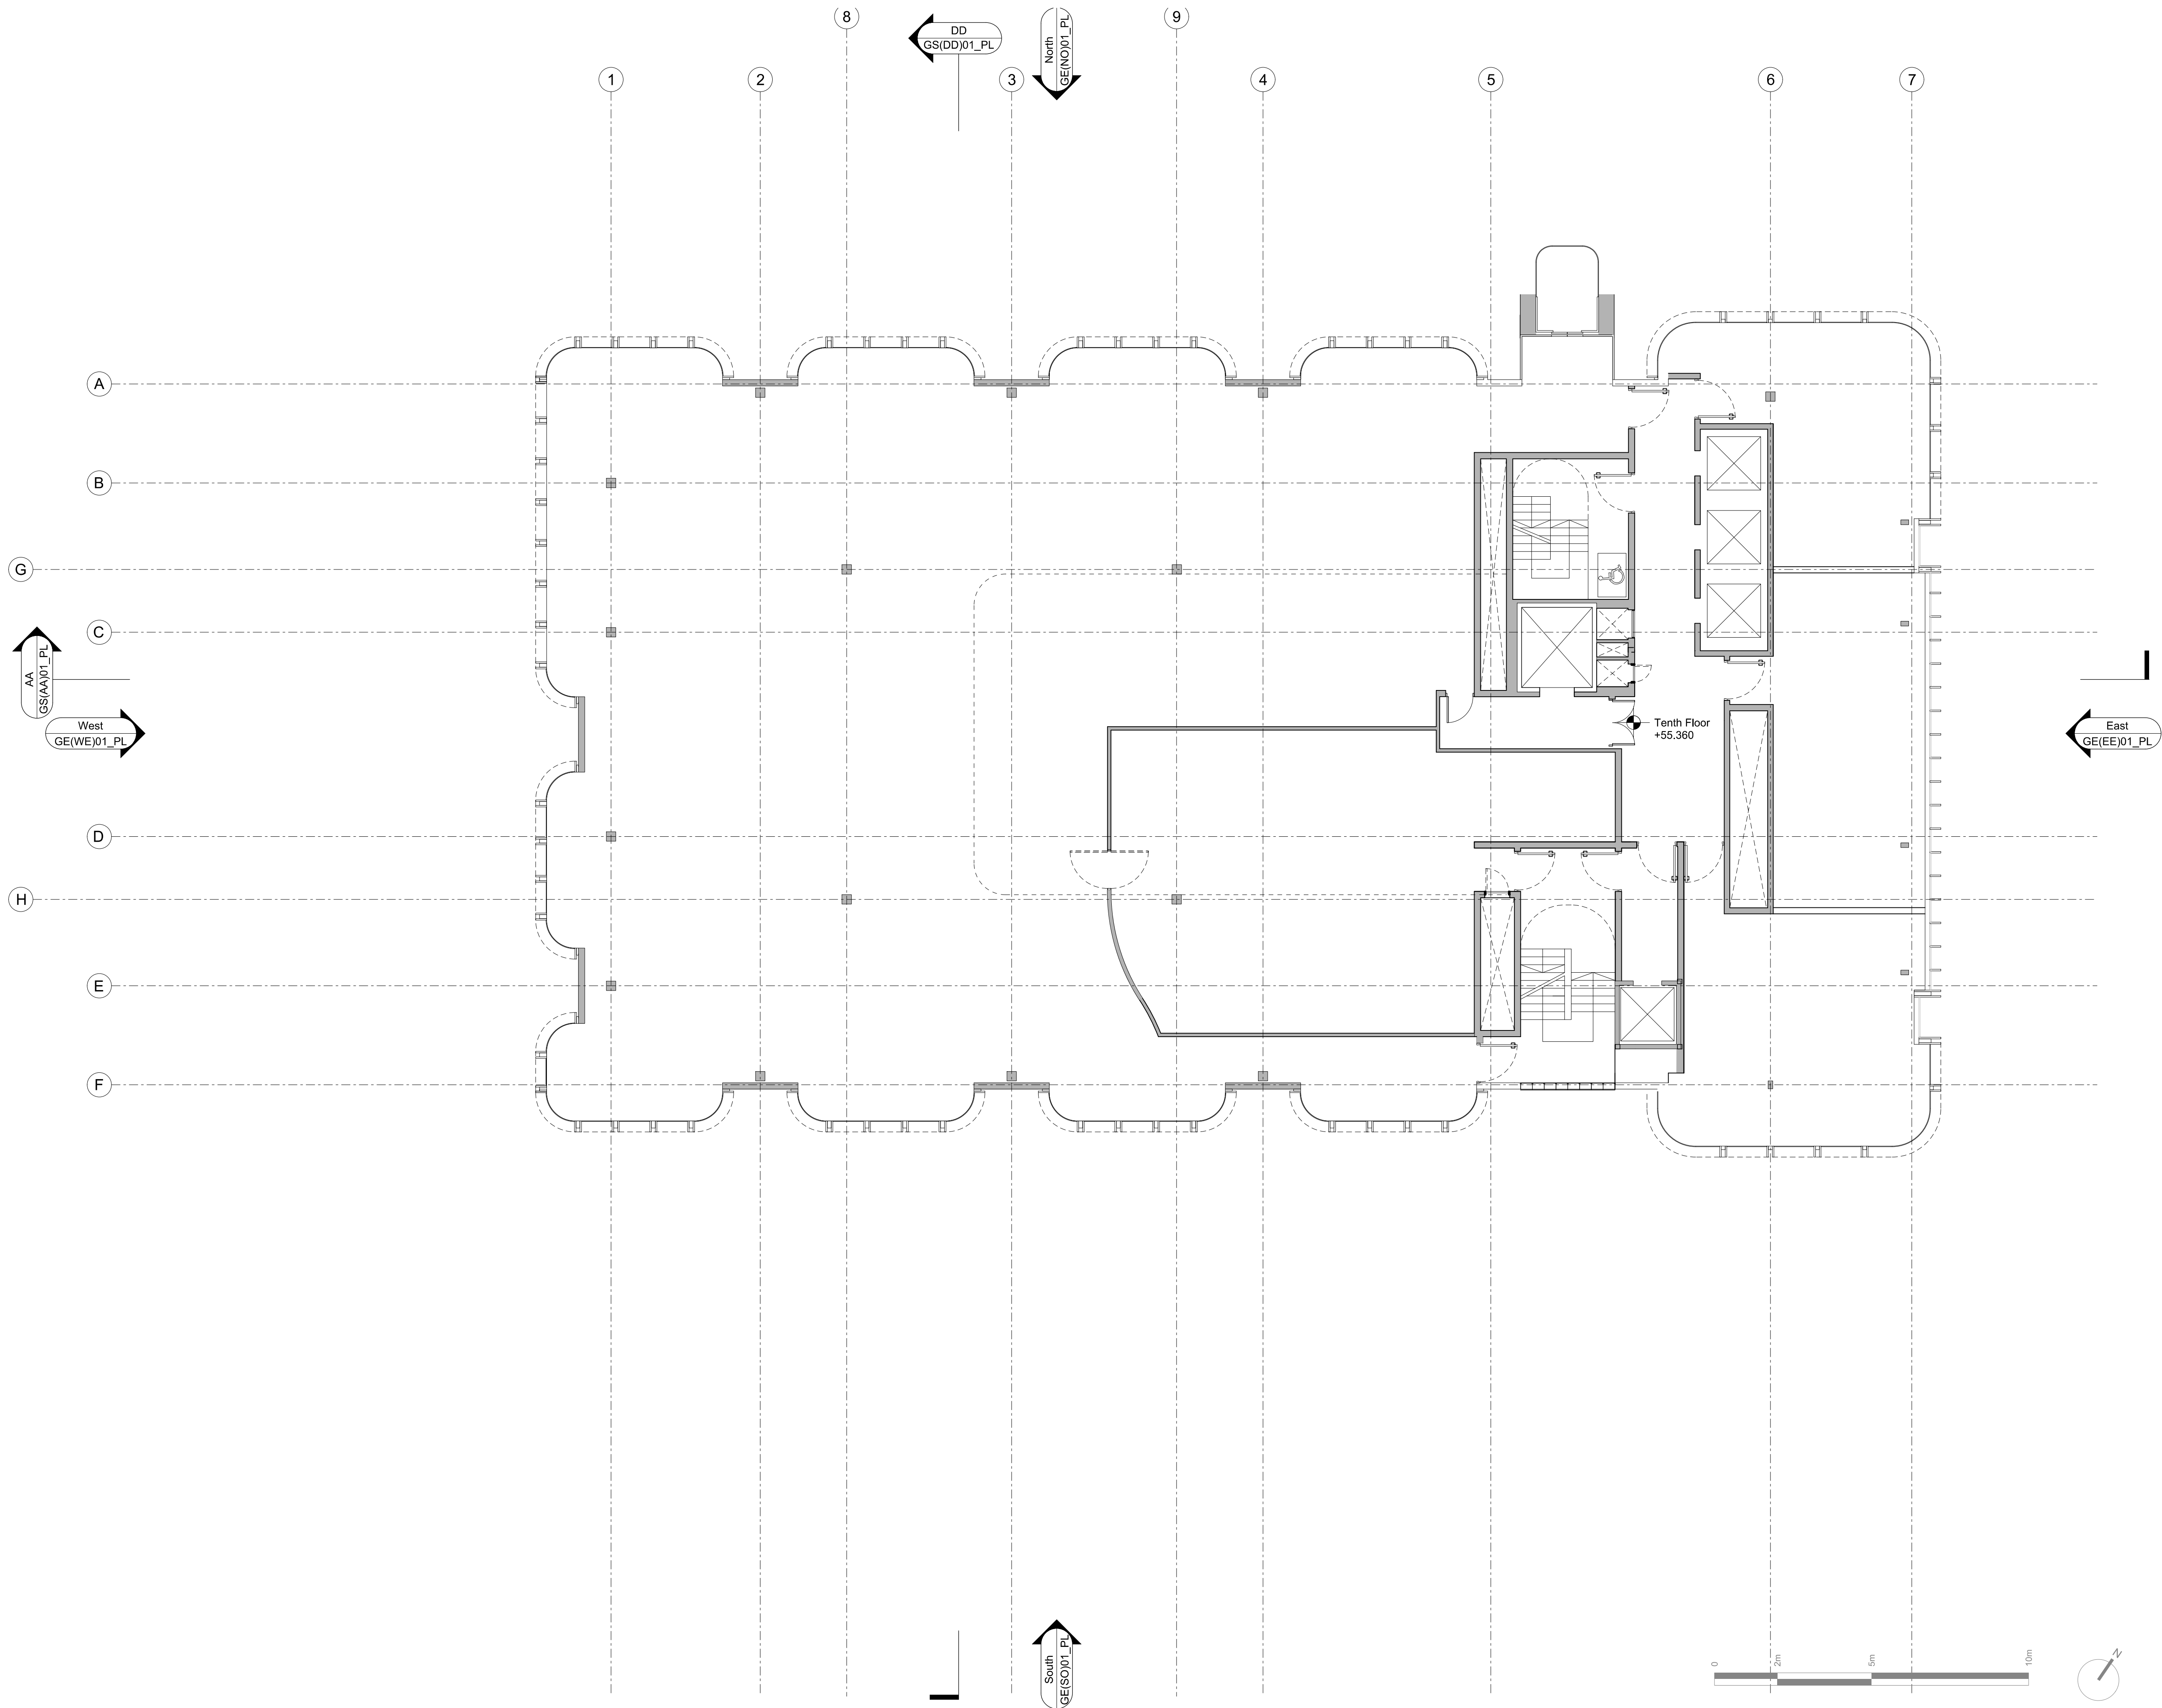 8
DD
GS(DD)01_PL
North
GE(NO)01_PL
9
1
2
3
4
5
6
7
A
B
G
C
AA
GS(AA)01_PL
West
GE(WE)01_PL
Tenth Floor
+55.360
East
GE(EE)01_PL
D
H
E
F
South
GE(SO)01_PL
0
2m
5m
10m
N